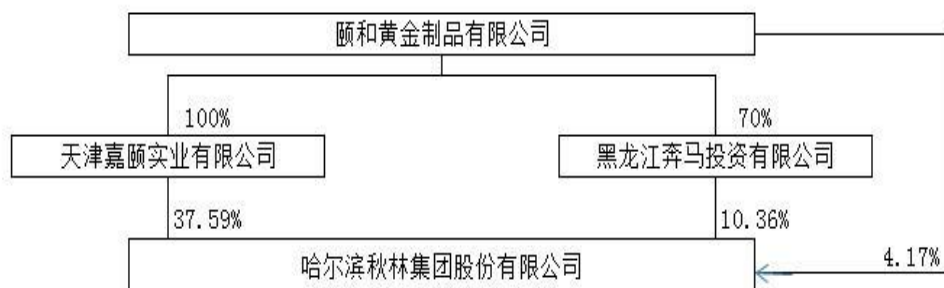 颐和黄金制品有限公司
100%
70%
天津嘉颐实业有限公司
黑龙江奔马投资有限公司
37.59%
10.36%
哈尔滨秋林集团股份有限公司
4.17%